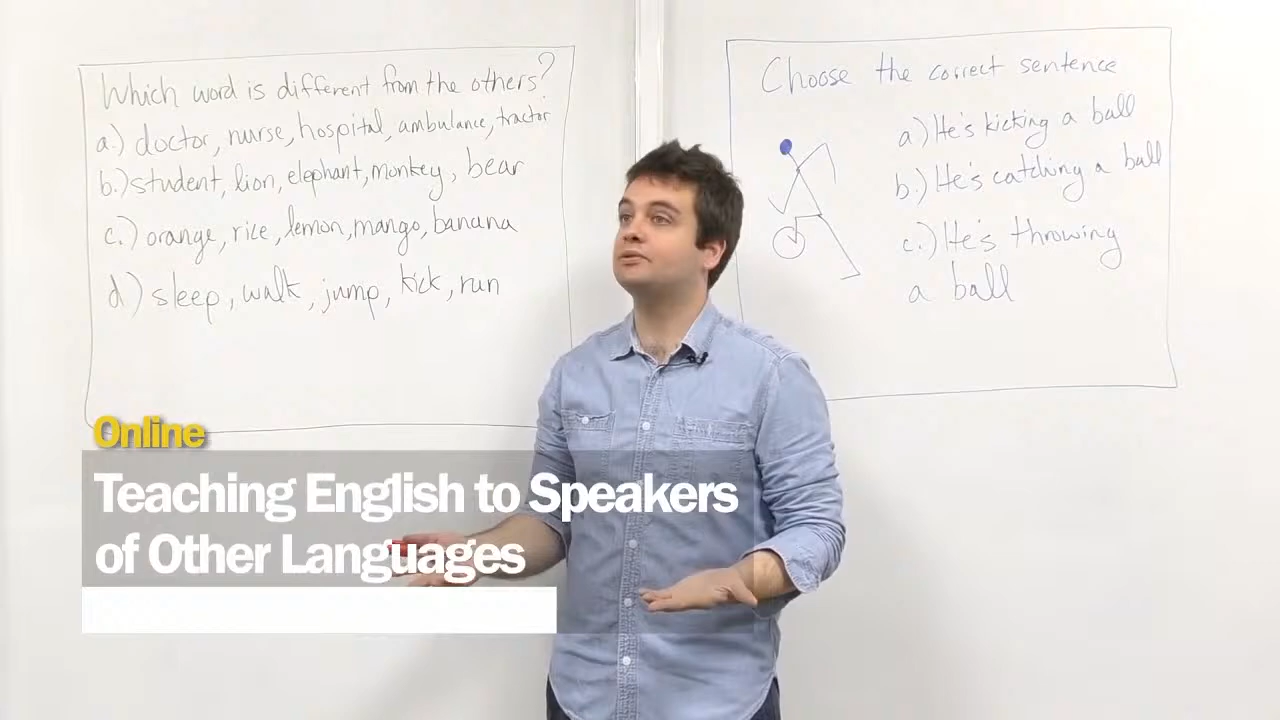 Which word is different from the others?
a.) doctor, nurse, hospital, ambulance, tractor
b.) student, lion, elephant, monkey, bear
c.) orange, rice, lemon, mango, banana
d) sleep, walk, jump, kick, run
Choose the correct sentence
a) He's kicking a ball
b.) He's catching a ball
c.) He's throwing
a ball
Online
Teaching English to Speakers
of Other Languages